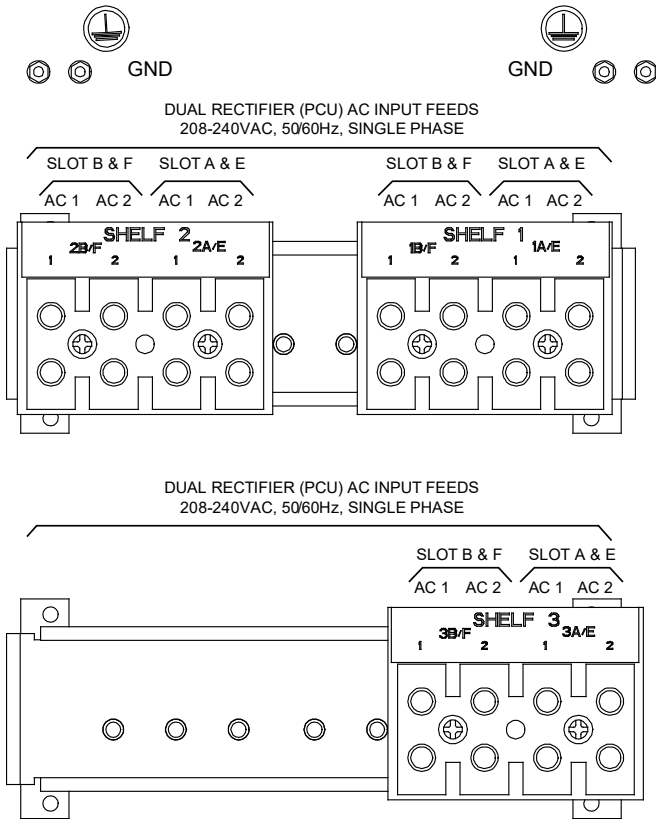 GND GND
DUAL RECTIFIER (PCU) AC INPUT FEEDS
208-240VAC, 50/60Hz, SINGLE PHASE
SLOT B & F SLOT A & E SLOT B & F SLOT A & E
AC 1 AC 2 AC 1 AC 2 AC 1 AC 2 AC 1 AC 2
SHELF 2 SHELF 1
2B/F 2A/E 1B/F 1A/E
1 2 1 2 1 2 1 2
DUAL RECTIFIER (PCU) AC INPUT FEEDS
208-240VAC, 50/60Hz, SINGLE PHASE
SLOT B & F SLOT A & E
AC 1 AC 2 AC 1 AC 2
SHELF 3
3B/F 3A/E
1 2 1 2